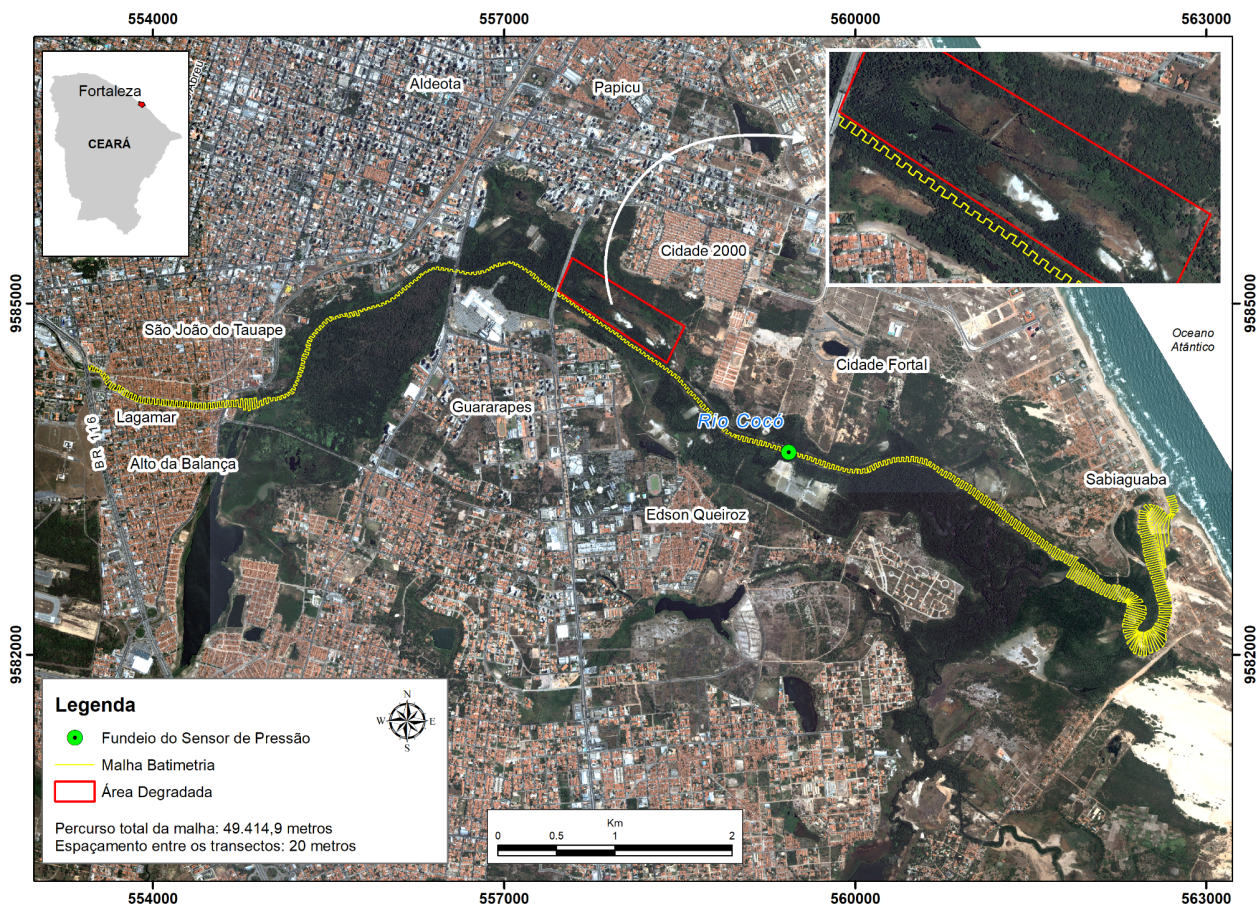 554000
557000
560000
563000
Fortaleza
CEARÁ
Abreu
Aldeota
Papicu
Cidade 2000
9585000
9585000
São João do Tauape
Oceano
Atântico
Cidade Fortal
Lagamar
Guararapes
Rio Cocó
BR 116
Alto da Balança
Sabiaguaba
Edson Queiroz
9582000
9582000
Legenda
N
W
E
S
Fundeio do Sensor de Pressão
Malha Batimetria
Área Degradada
Percurso total da malha: 49.414,9 metros
Espaçamento entre os transectos: 20 metros
Km
0 0.5 1 2
554000
557000
560000
563000